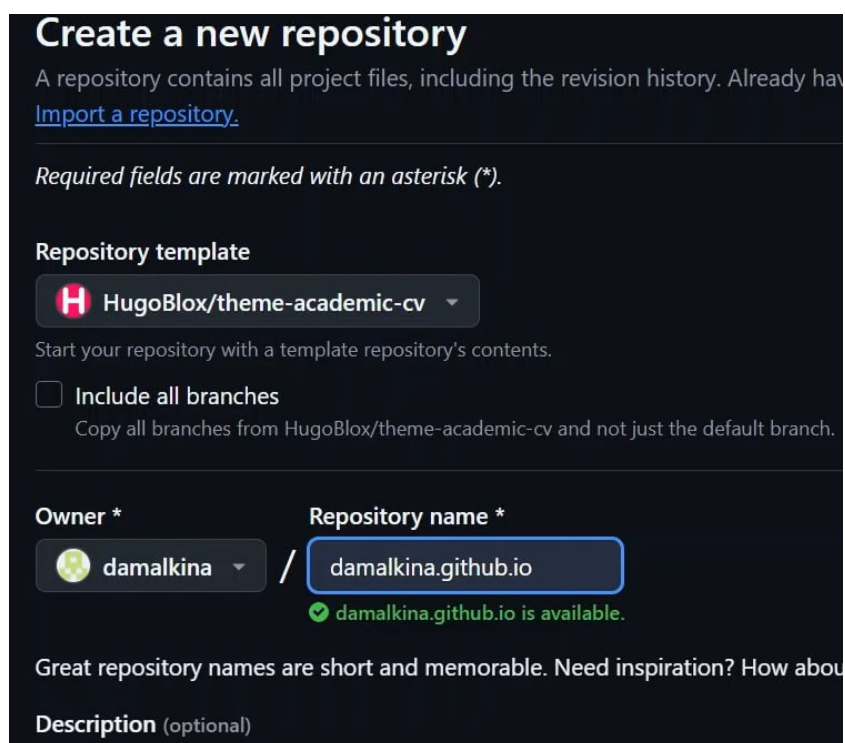 Create a new repository
A repository contains all project files, including the revision history. Already hav
Import a repository.
Required fields are marked with an asterisk (*).
Repository template
H HugoBlox/theme-academic-cv
Start your repository with a template repository's contents.
Include all branches
Copy all branches from HugoBlox/theme-academic-cv and not just the default branch.
Owner * Repository name *
damalkina / damalkina.github.io
damalkina.github.io is available.
Great repository names are short and memorable. Need inspiration? How abou
Description (optional)